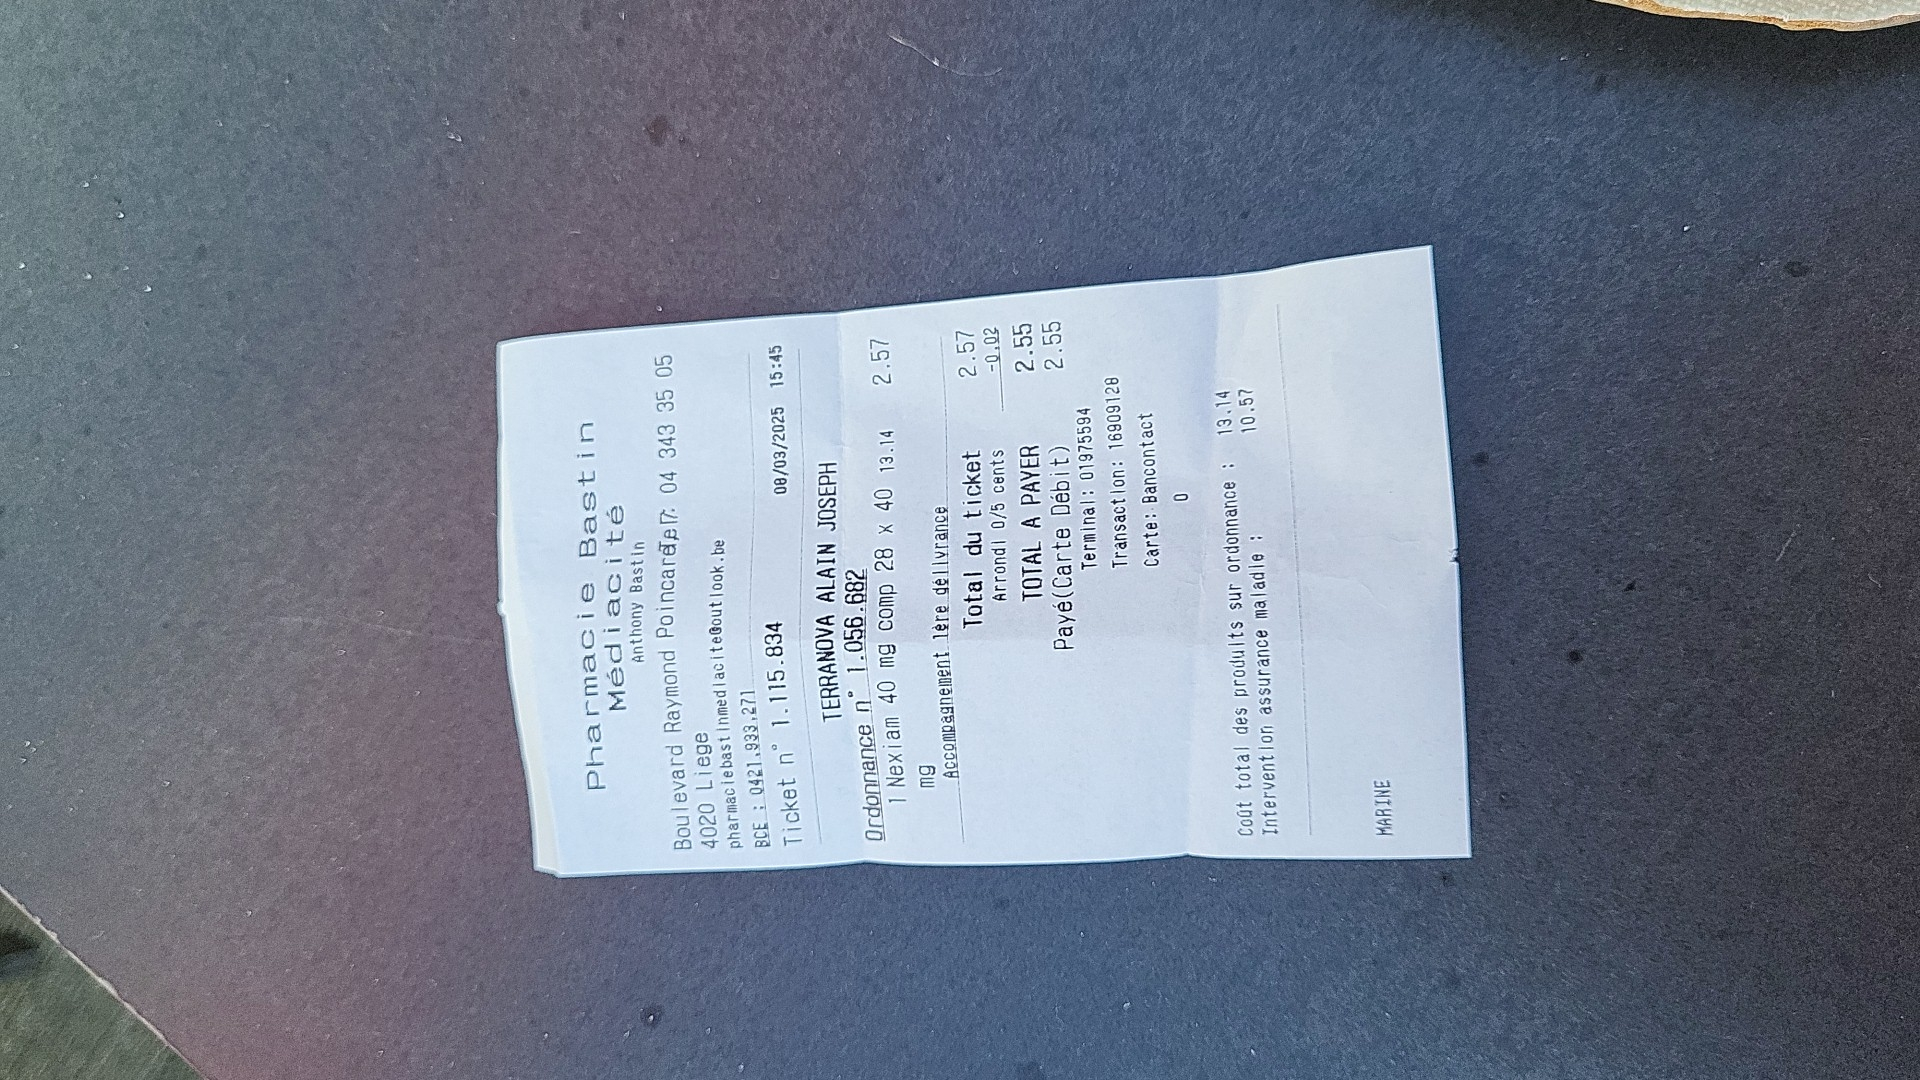 Pharmacie Bastin
Médiacité
Anthony Bastin
Boulevard Raymond Poincaré 04 343 35 05
4020 Liege
pharmaciebastinmediacite@outlook.be
BCE : 0421.933.271
Ticket n° 1.115.834 08/03/2025 15:45
TERRANOVA ALAIN JOSEPH
Ordonnance n° 1.056.682
1 Nexiam 40 mg comp 28 x 40 13.14 2.57
mg
Accompagnement 1ère délivrance
Total du ticket 2.57
Arrondi 0/5 cents -0.02
TOTAL A PAYER 2.55
Payé(Carte Débit) 2.55
Terminal: 01975594
Transaction: 16909128
Carte: Bancontact
0
Coût total des produits sur ordonnance : 13.14
Intervention assurance maladie : 10.57
MARINE